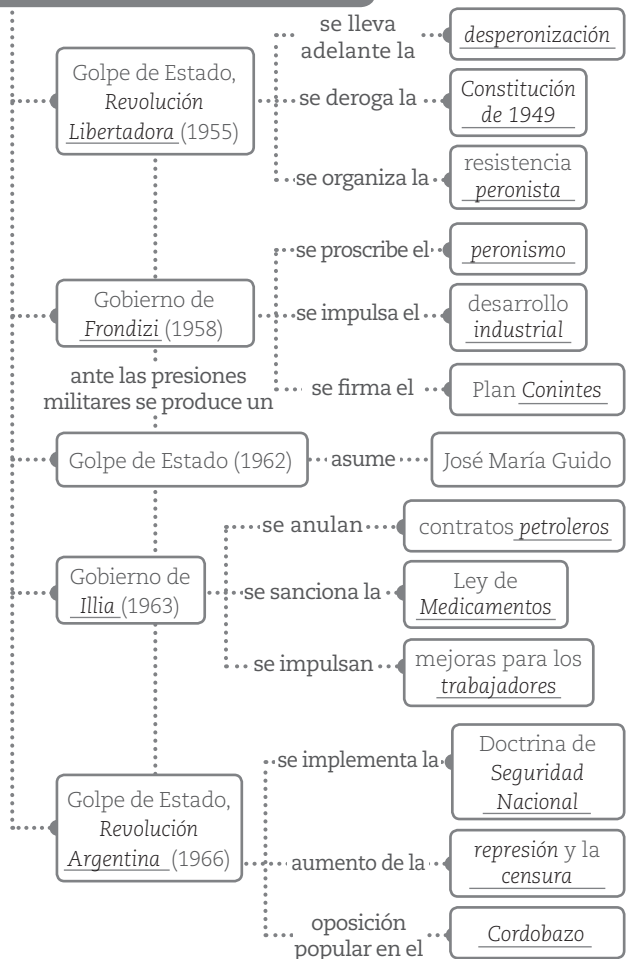 Golpe de Estado,
Revolución
Libertadora (1955)
se lleva
adelante la
desperonización
se deroga la
Constitución
de 1949
se organiza la
resistencia
peronista
Gobierno de
Frondizi (1958)
se proscribe el
peronismo
se impulsa el
desarrollo
industrial
se firma el
Plan Conintes
ante las presiones
militares se produce un
Golpe de Estado (1962)
asume
José María Guido
Gobierno de
Illia (1963)
se anulan
contratos petroleros
se sanciona la
Ley de
Medicamentos
se impulsan
mejoras para los
trabajadores
Golpe de Estado,
Revolución
Argentina (1966)
se implementa la
Doctrina de
Seguridad
Nacional
aumento de la
represión y la
censura
oposición
popular en el
Cordobazo